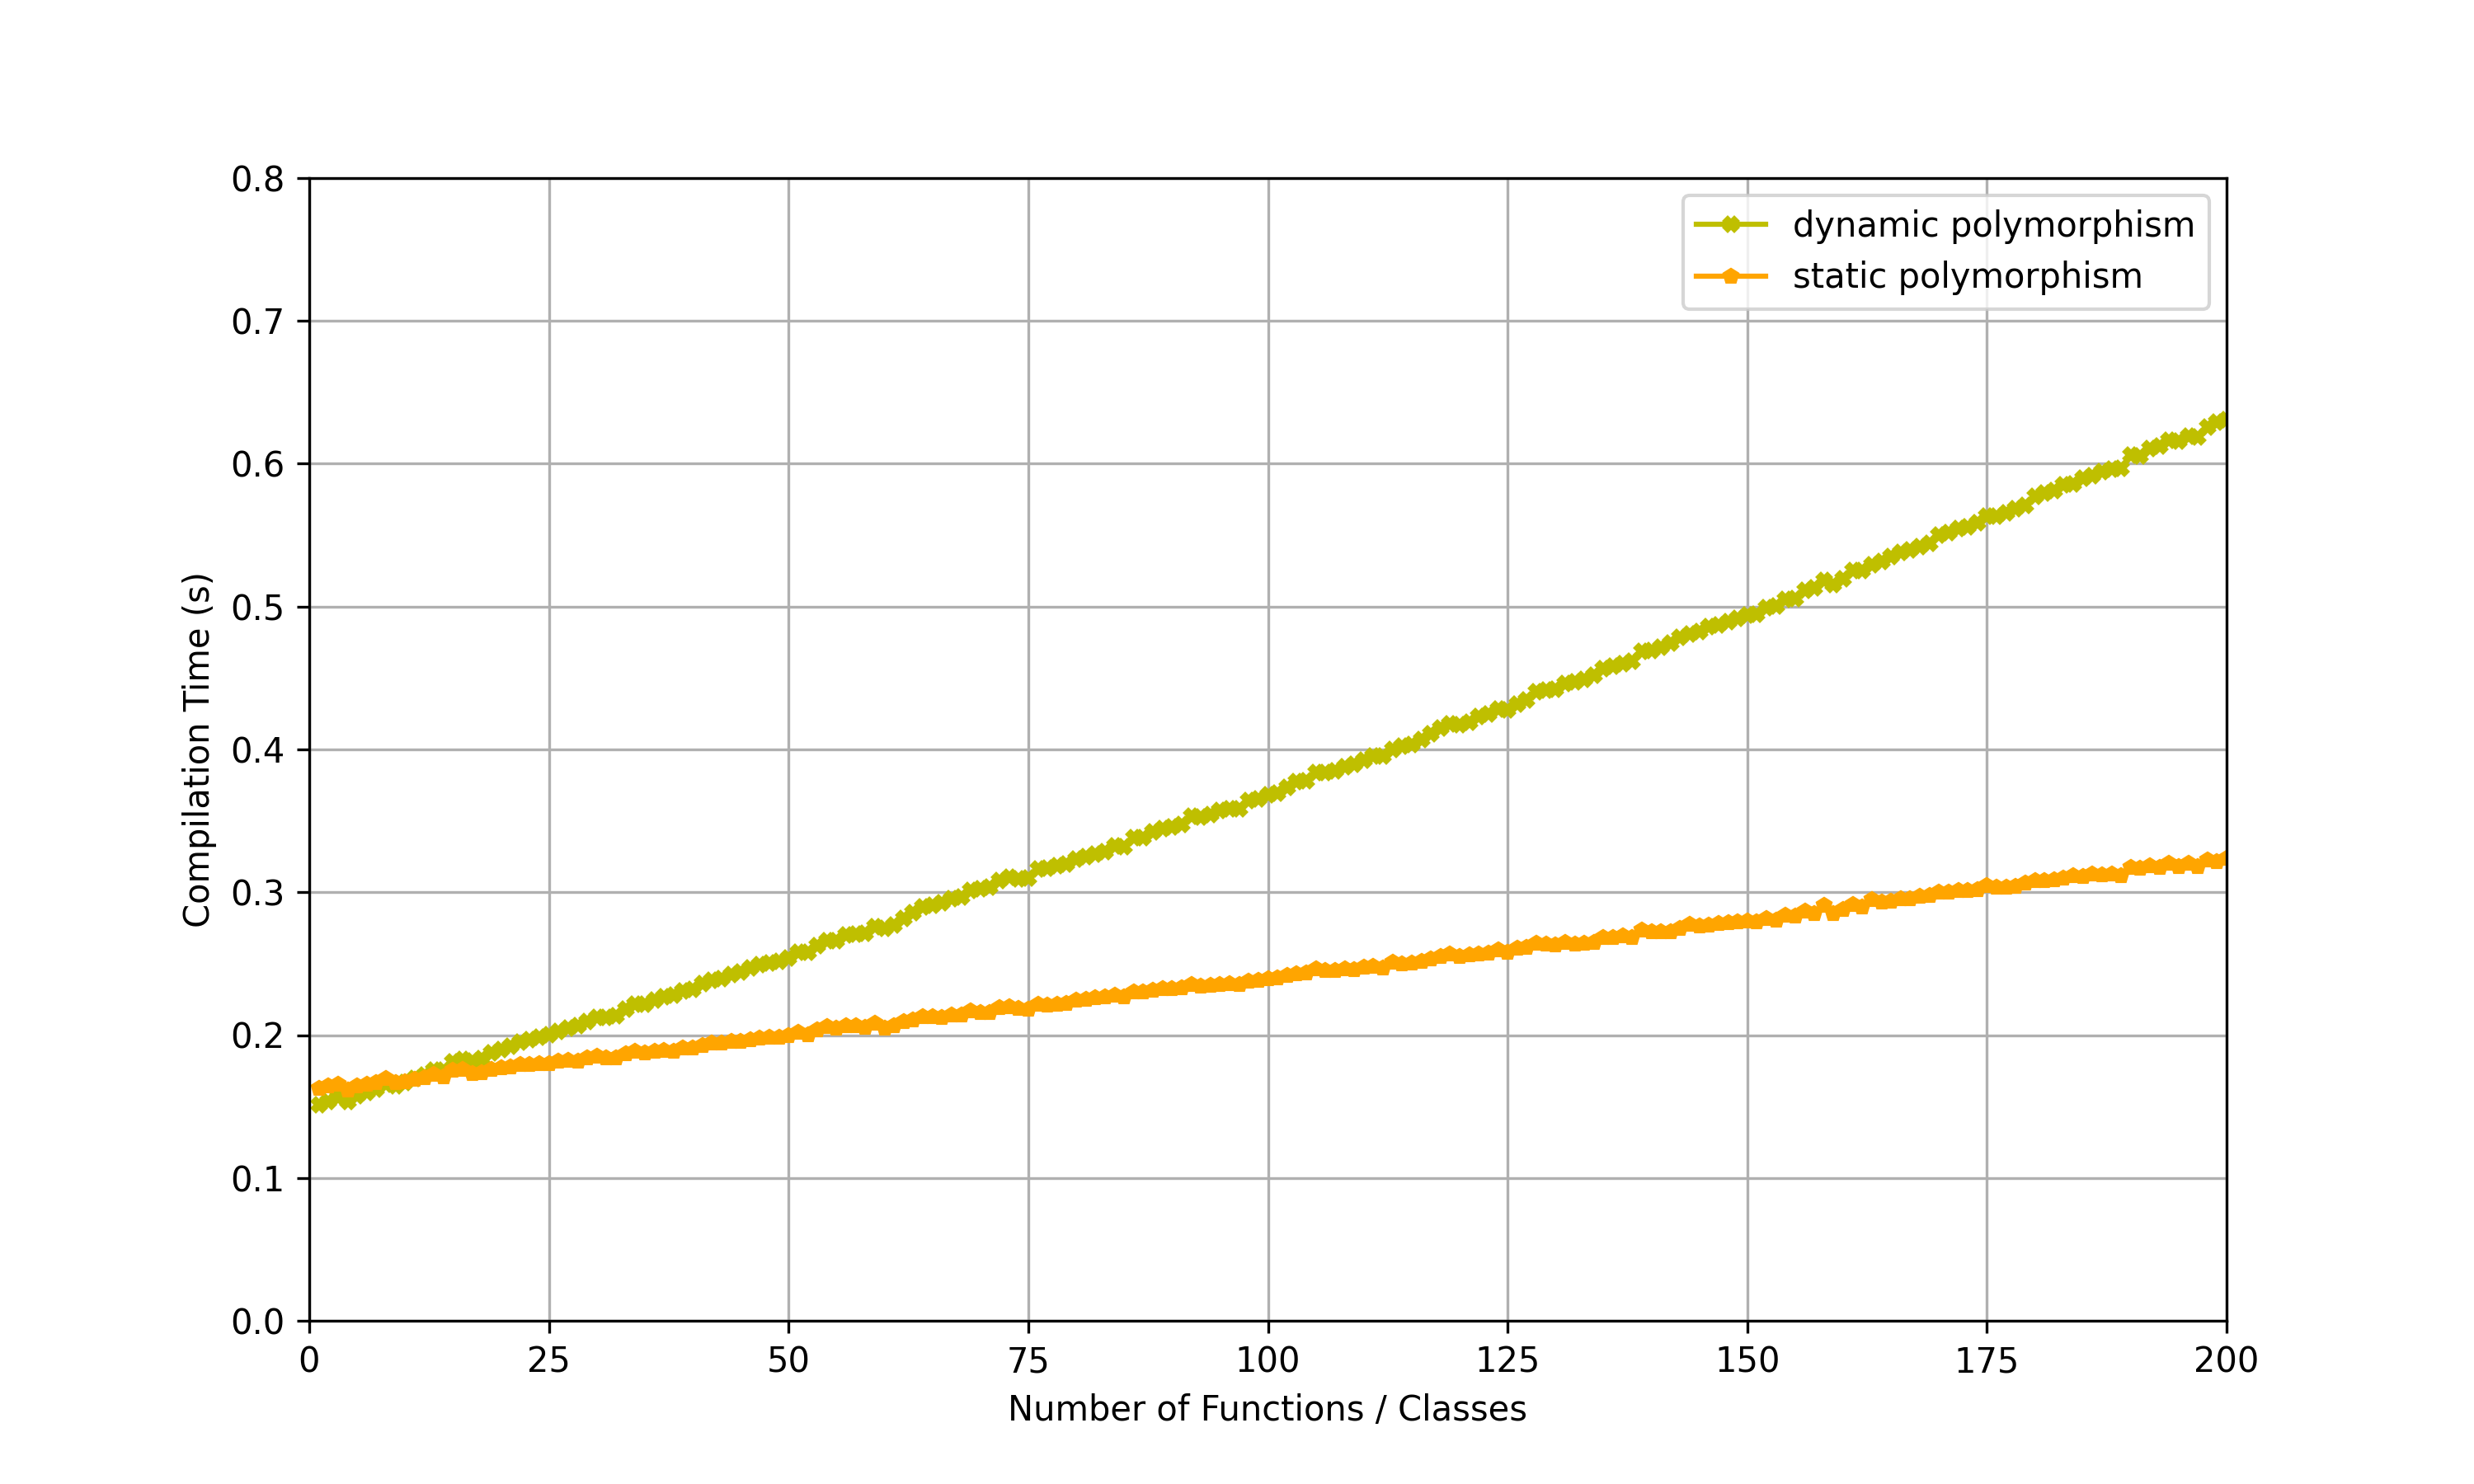 dynamic polymorphism
static polymorphism
0.8
0.7
0.6
0.5
0.4
0.3
0.2
0.1
0.0
Compilation Time (s)
0 25 50 75 100 125 150 175 200
Number of Functions / Classes